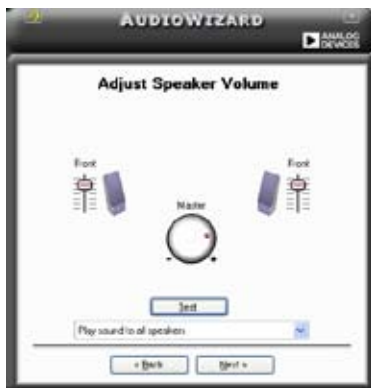 AUDIOWIZARD
ANALOG
DEVICES
Adjust Speaker Volume
Front
Front
Master
- +
Test
Play sound to all speakers
< Back
Next >